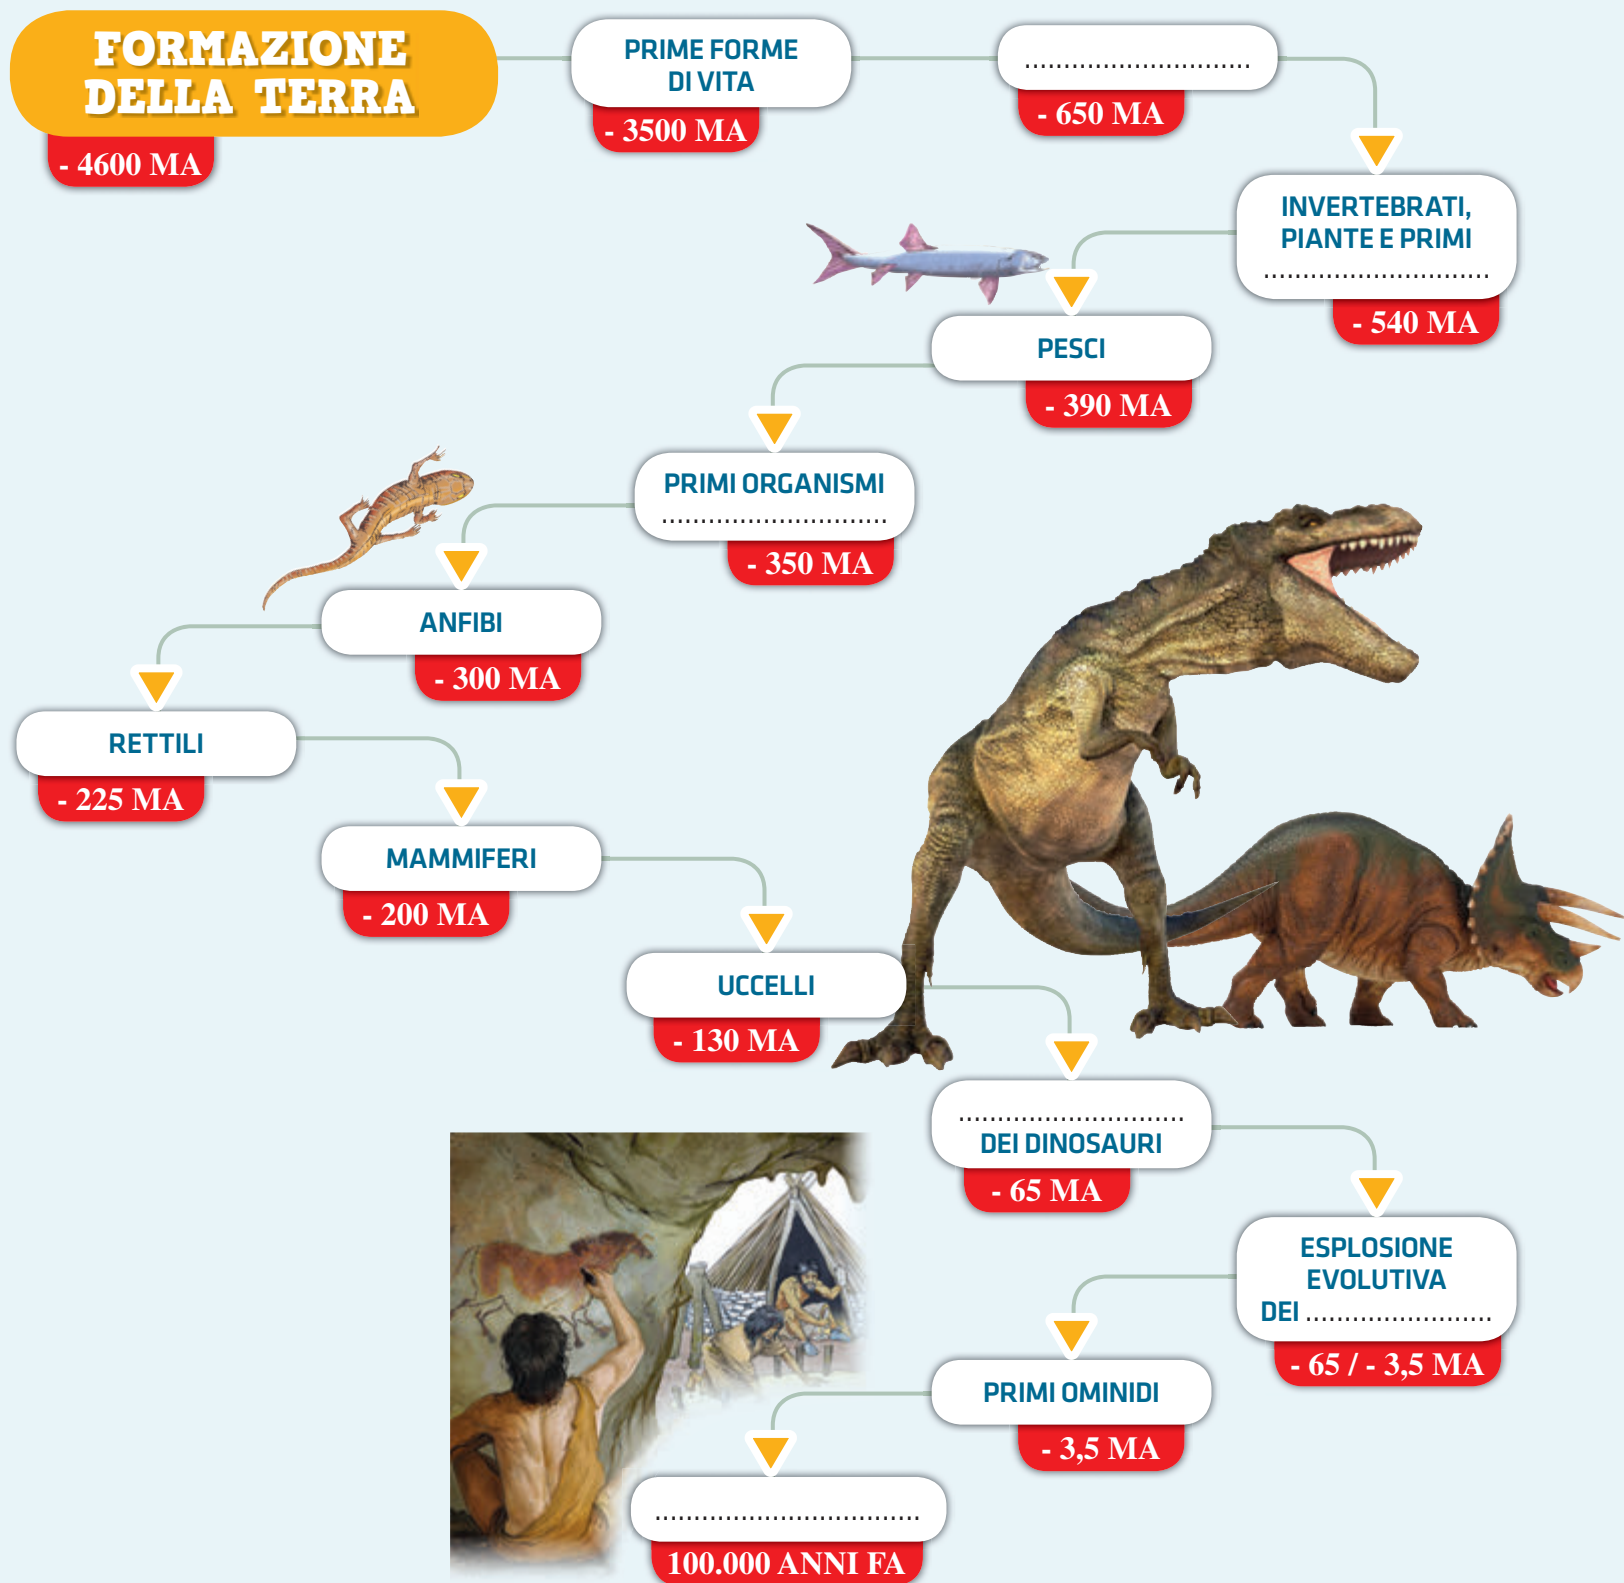 FORMAZIONE
DELLA TERRA
- 4600 MA
PRIME FORME
DI VITA
- 3500 MA
.............................
- 650 MA
INVERTEBRATI,
PIANTE E PRIMI
.............................
- 540 MA
PESCI
- 390 MA
PRIMI ORGANISMI
.............................
- 350 MA
ANFIBI
- 300 MA
RETTILI
- 225 MA
MAMMIFERI
- 200 MA
UCCELLI
- 130 MA
.............................
DEI DINOSAURI
- 65 MA
ESPLOSIONE
EVOLUTIVA
DEI ........................
- 65 / - 3,5 MA
PRIMI OMINIDI
- 3,5 MA
..................................
100.000 ANNI FA